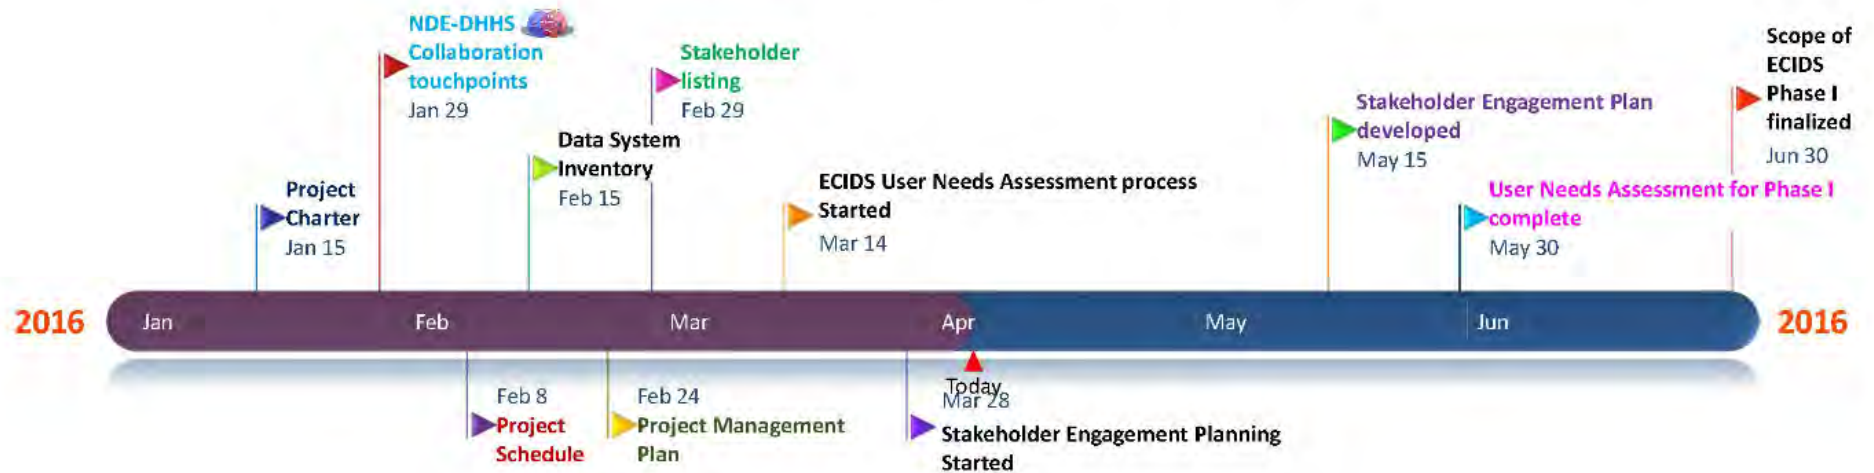 NDE-DHHS
Collaboration
touchpoints
Jan 29
Stakeholder
listing
Feb 29
Scope of
ECIDS
Phase I
finalized
Jun 30
Data System
Inventory
Feb 15
Stakeholder Engagement Plan
developed
May 15
Project
Charter
Jan 15
ECIDS User Needs Assessment process
Started
Mar 14
User Needs Assessment for Phase I
complete
May 30
2016
Jan
Feb
Mar
Apr
May
Jun
2016
Feb 8
Project
Schedule
Feb 24
Project Management
Plan
Today
Mar 28
Stakeholder Engagement Planning
Started